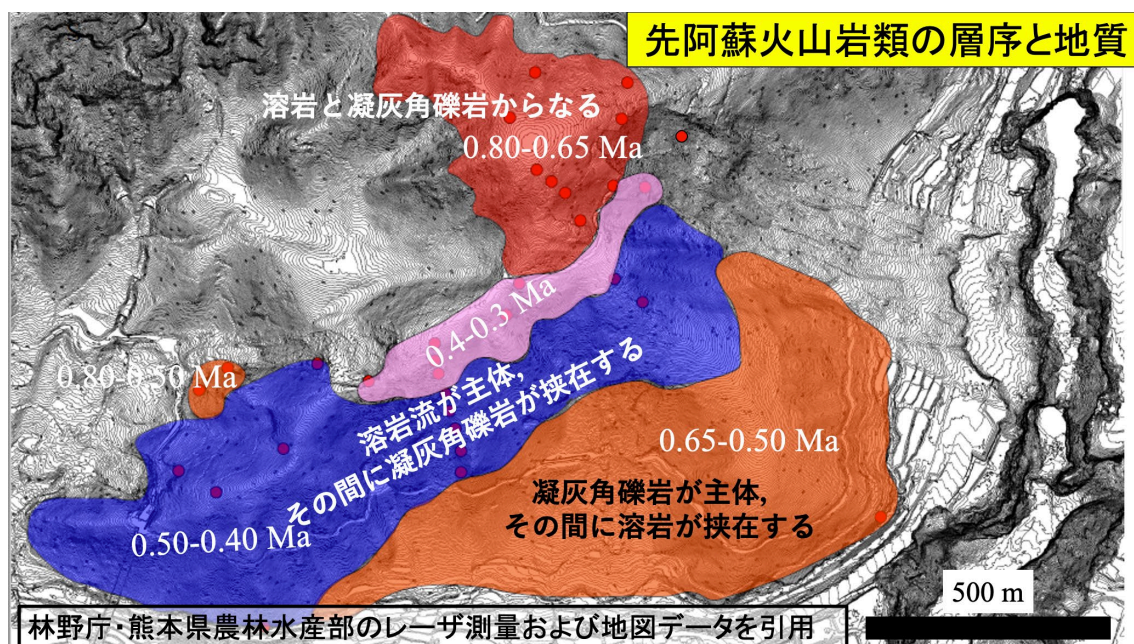 先阿蘇火山岩類の層序と地質
溶岩と凝灰角礫岩からなる
0.80-0.65 Ma
0.4-0.3 Ma
0.80-0.50 Ma
溶岩流が主体,
その間に凝灰角礫岩が挟在する
0.65-0.50 Ma
凝灰角礫岩が主体,
その間に溶岩が挟在する
0.50-0.40 Ma
500 m
林野庁・熊本県農林水産部のレーザ測量および地図データを引用